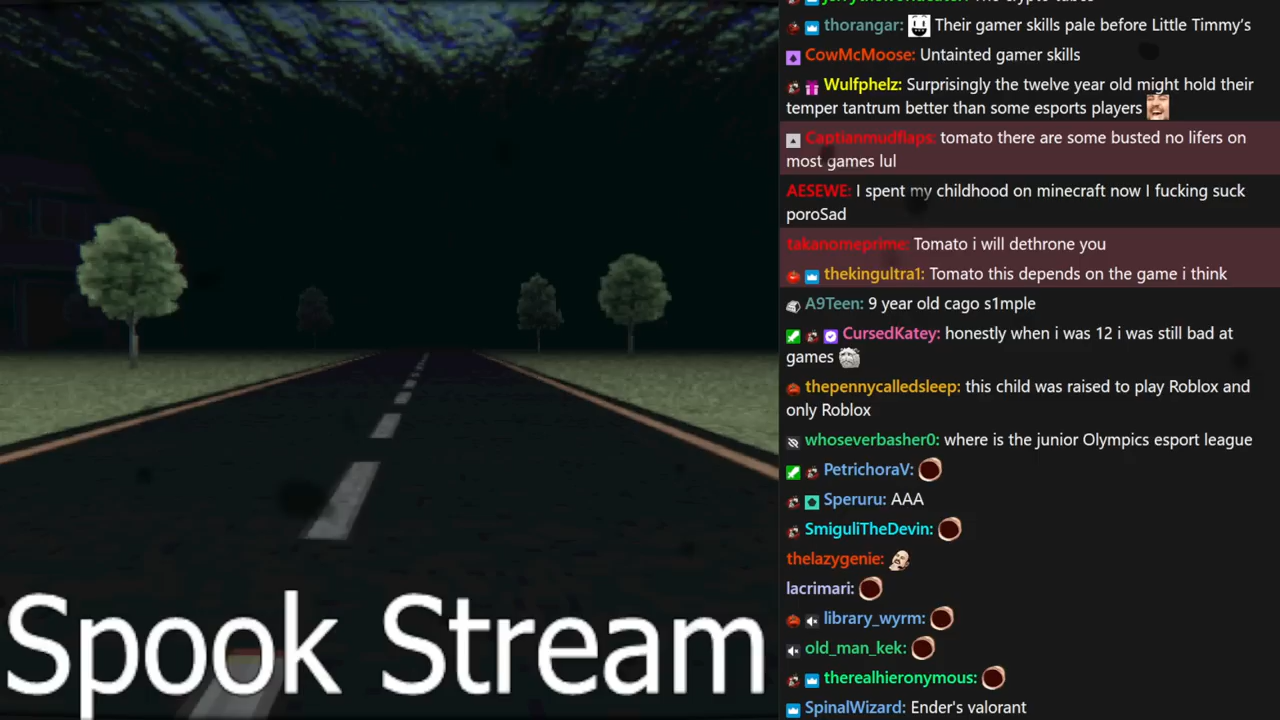 thorangar: Their gamer skills pale before Little Timmy's
CowMcMoose: Untainted gamer skills
Wulfphelz: Surprisingly the twelve year old might hold their
temper tantrum better than some esports players
Captianmudflaps: tomato there are some busted no lifers on
most games lul
AESEWE: I spent my childhood on minecraft now I fucking suck
poroSad
takanomeprime: Tomato i will dethrone you
thekingultra1: Tomato this depends on the game i think
A9Teen: 9 year old cago s1mple
CursedKatey: honestly when i was 12 i was still bad at
games
thepennycalledsleep: this child was raised to play Roblox and
only Roblox
whoseverbasher0: where is the junior Olympics esport league
PetrichoraV:
Speruru: AAA
SmiguliTheDevin:
thelazygenie:
lacrimari:
library_wyrm:
old_man_kek:
therealhieronymous:
SpinalWizard: Ender's valorant
Spook Stream